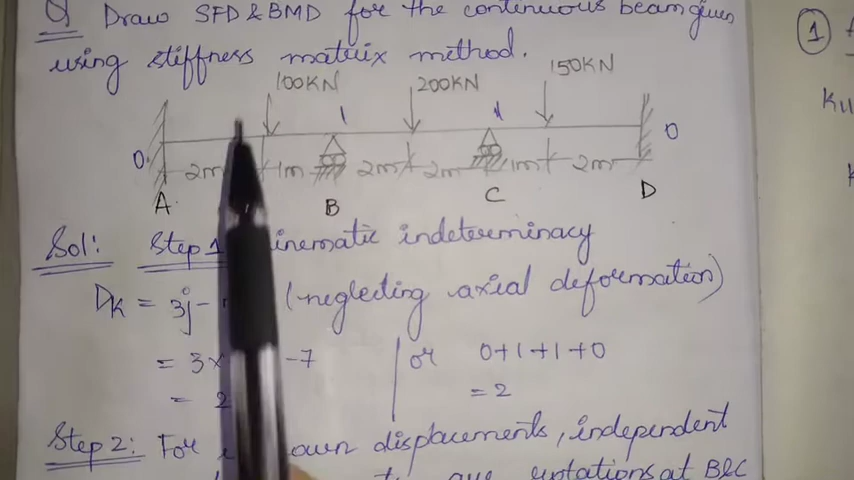 Q Draw SFD & BMD for the continuous beam given
using stiffness matrix method.
100KN 1 200KN 1 150KN
0 2m 1m 2m 2m 1m 2m 0
A B C D
Sol: Step 1
indeterminacy
DK = 3j - (neglecting axial deformation)
= 3x -7 or 0+1+1+0
= 2 = 2
Step 2: For displacements, independent
are rotations at B&C
1